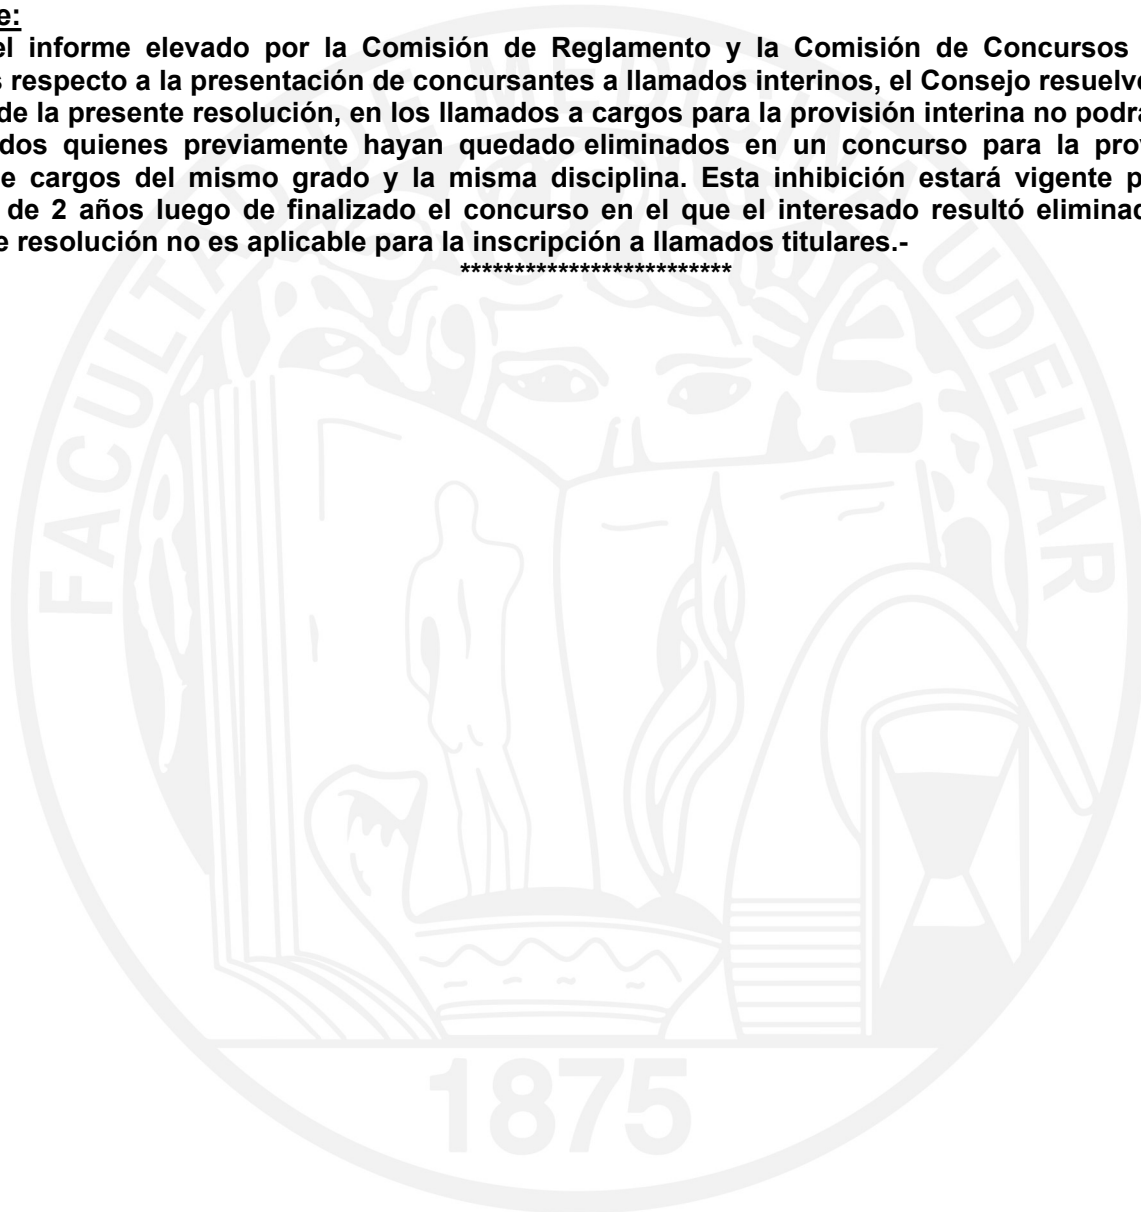 e:
el informe elevado por la Comisión de Reglamento y la Comisión de Concursos
s respecto a la presentación de concursantes a llamados interinos, el Consejo resuelv
de la presente resolución, en los llamados a cargos para la provisión interina no podrá
dos quienes previamente hayan quedado eliminados en un concurso para la prov
e cargos del mismo grado y la misma disciplina. Esta inhibición estará vigente p
de 2 años luego de finalizado el concurso en el que el interesado resultó eliminad
e resolución no es aplicable para la inscripción a llamados titulares.-
*************************
FACULTAD DE MEDICINA UDELAR
1875